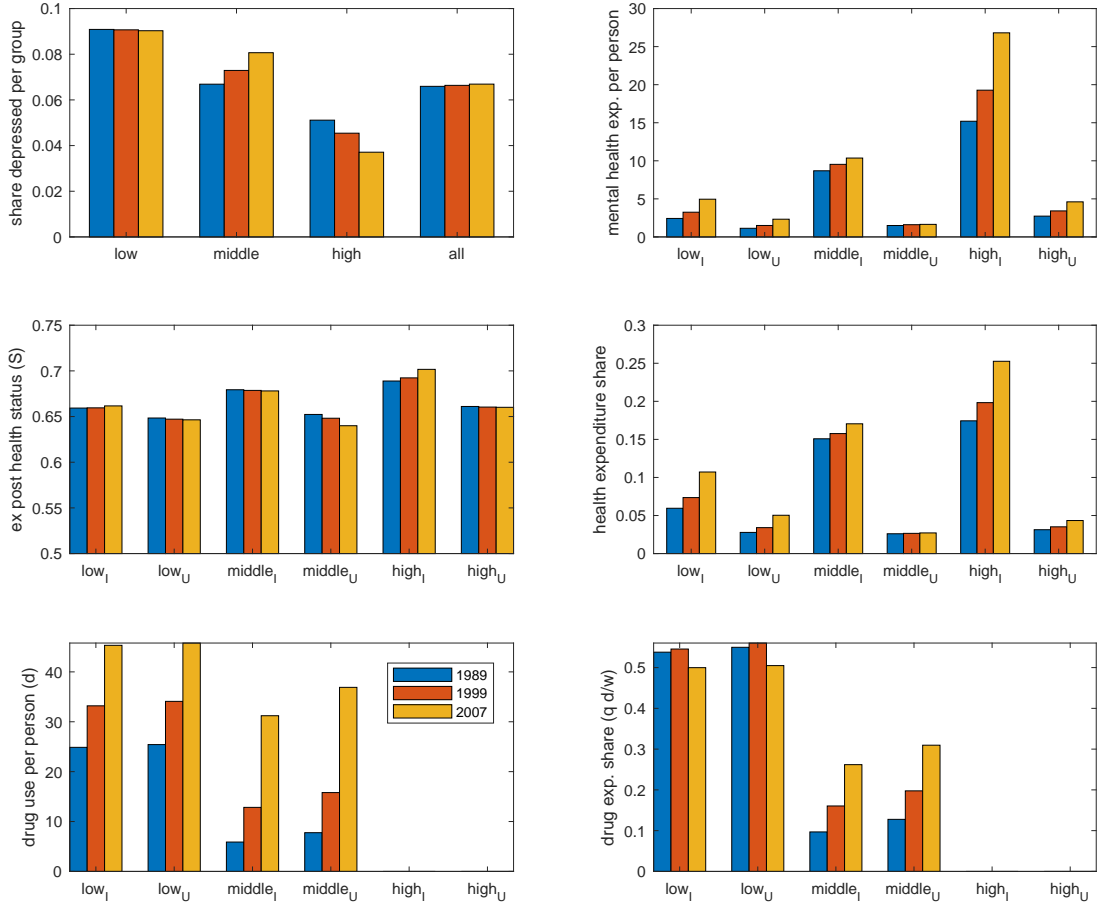 share depressed per group
0.1
0.08
0.06
0.04
0.02
0
low
middle
high
all
mental health exp. per person
30
25
20
15
10
5
0
low_I
low_U
middle_I
middle_U
high_I
high_U
ex post health status (S)
0.75
0.7
0.65
0.6
0.55
0.5
low_I
low_U
middle_I
middle_U
high_I
high_U
health expenditure share
0.3
0.25
0.2
0.15
0.1
0.05
0
low_I
low_U
middle_I
middle_U
high_I
high_U
drug use per person (d)
40
30
20
10
0
1989
1999
2007
low_I
low_U
middle_I
middle_U
high_I
high_U
drug exp. share (q d/w)
0.5
0.4
0.3
0.2
0.1
0
low_I
low_U
middle_I
middle_U
high_I
high_U